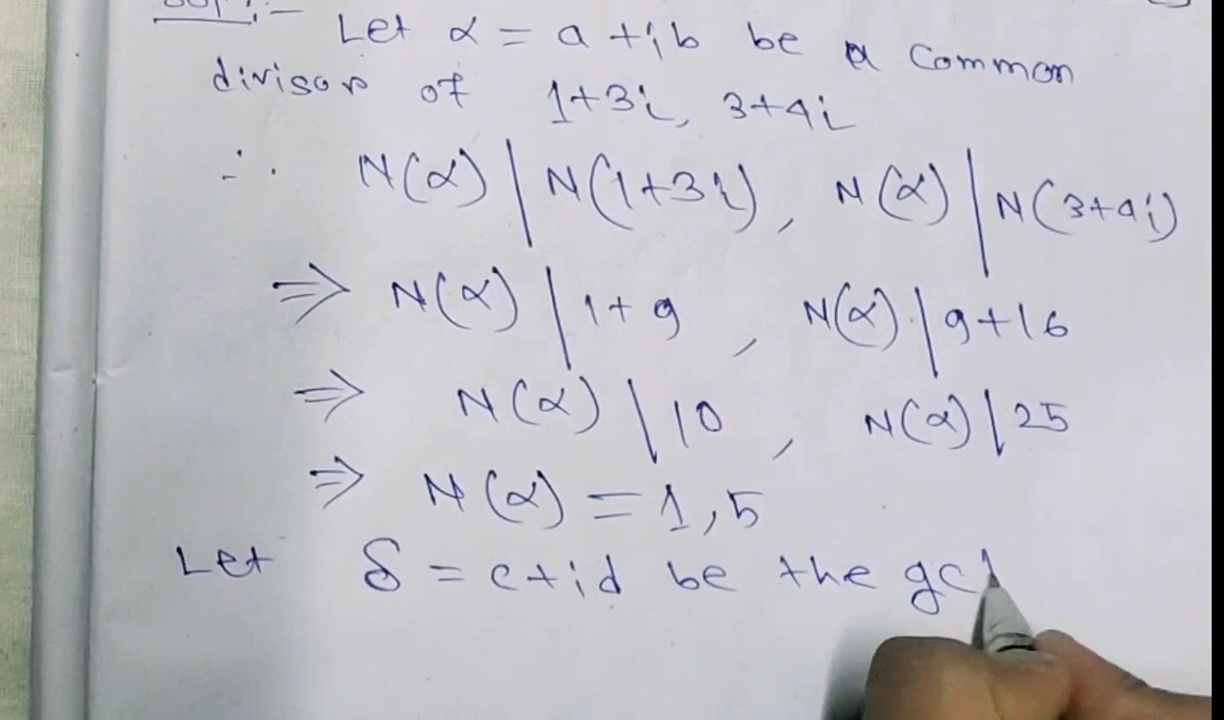 Let α = a + ib be a common
divisor of 1+3i, 3+4i
∴ N(α) | N(1+3i), N(α) | N(3+4i)
⇒ N(α) | 1+9, N(α) | 9+16
⇒ N(α) | 10, N(α) | 25
⇒ N(α) = 1, 5
Let δ = c+id be the gcd